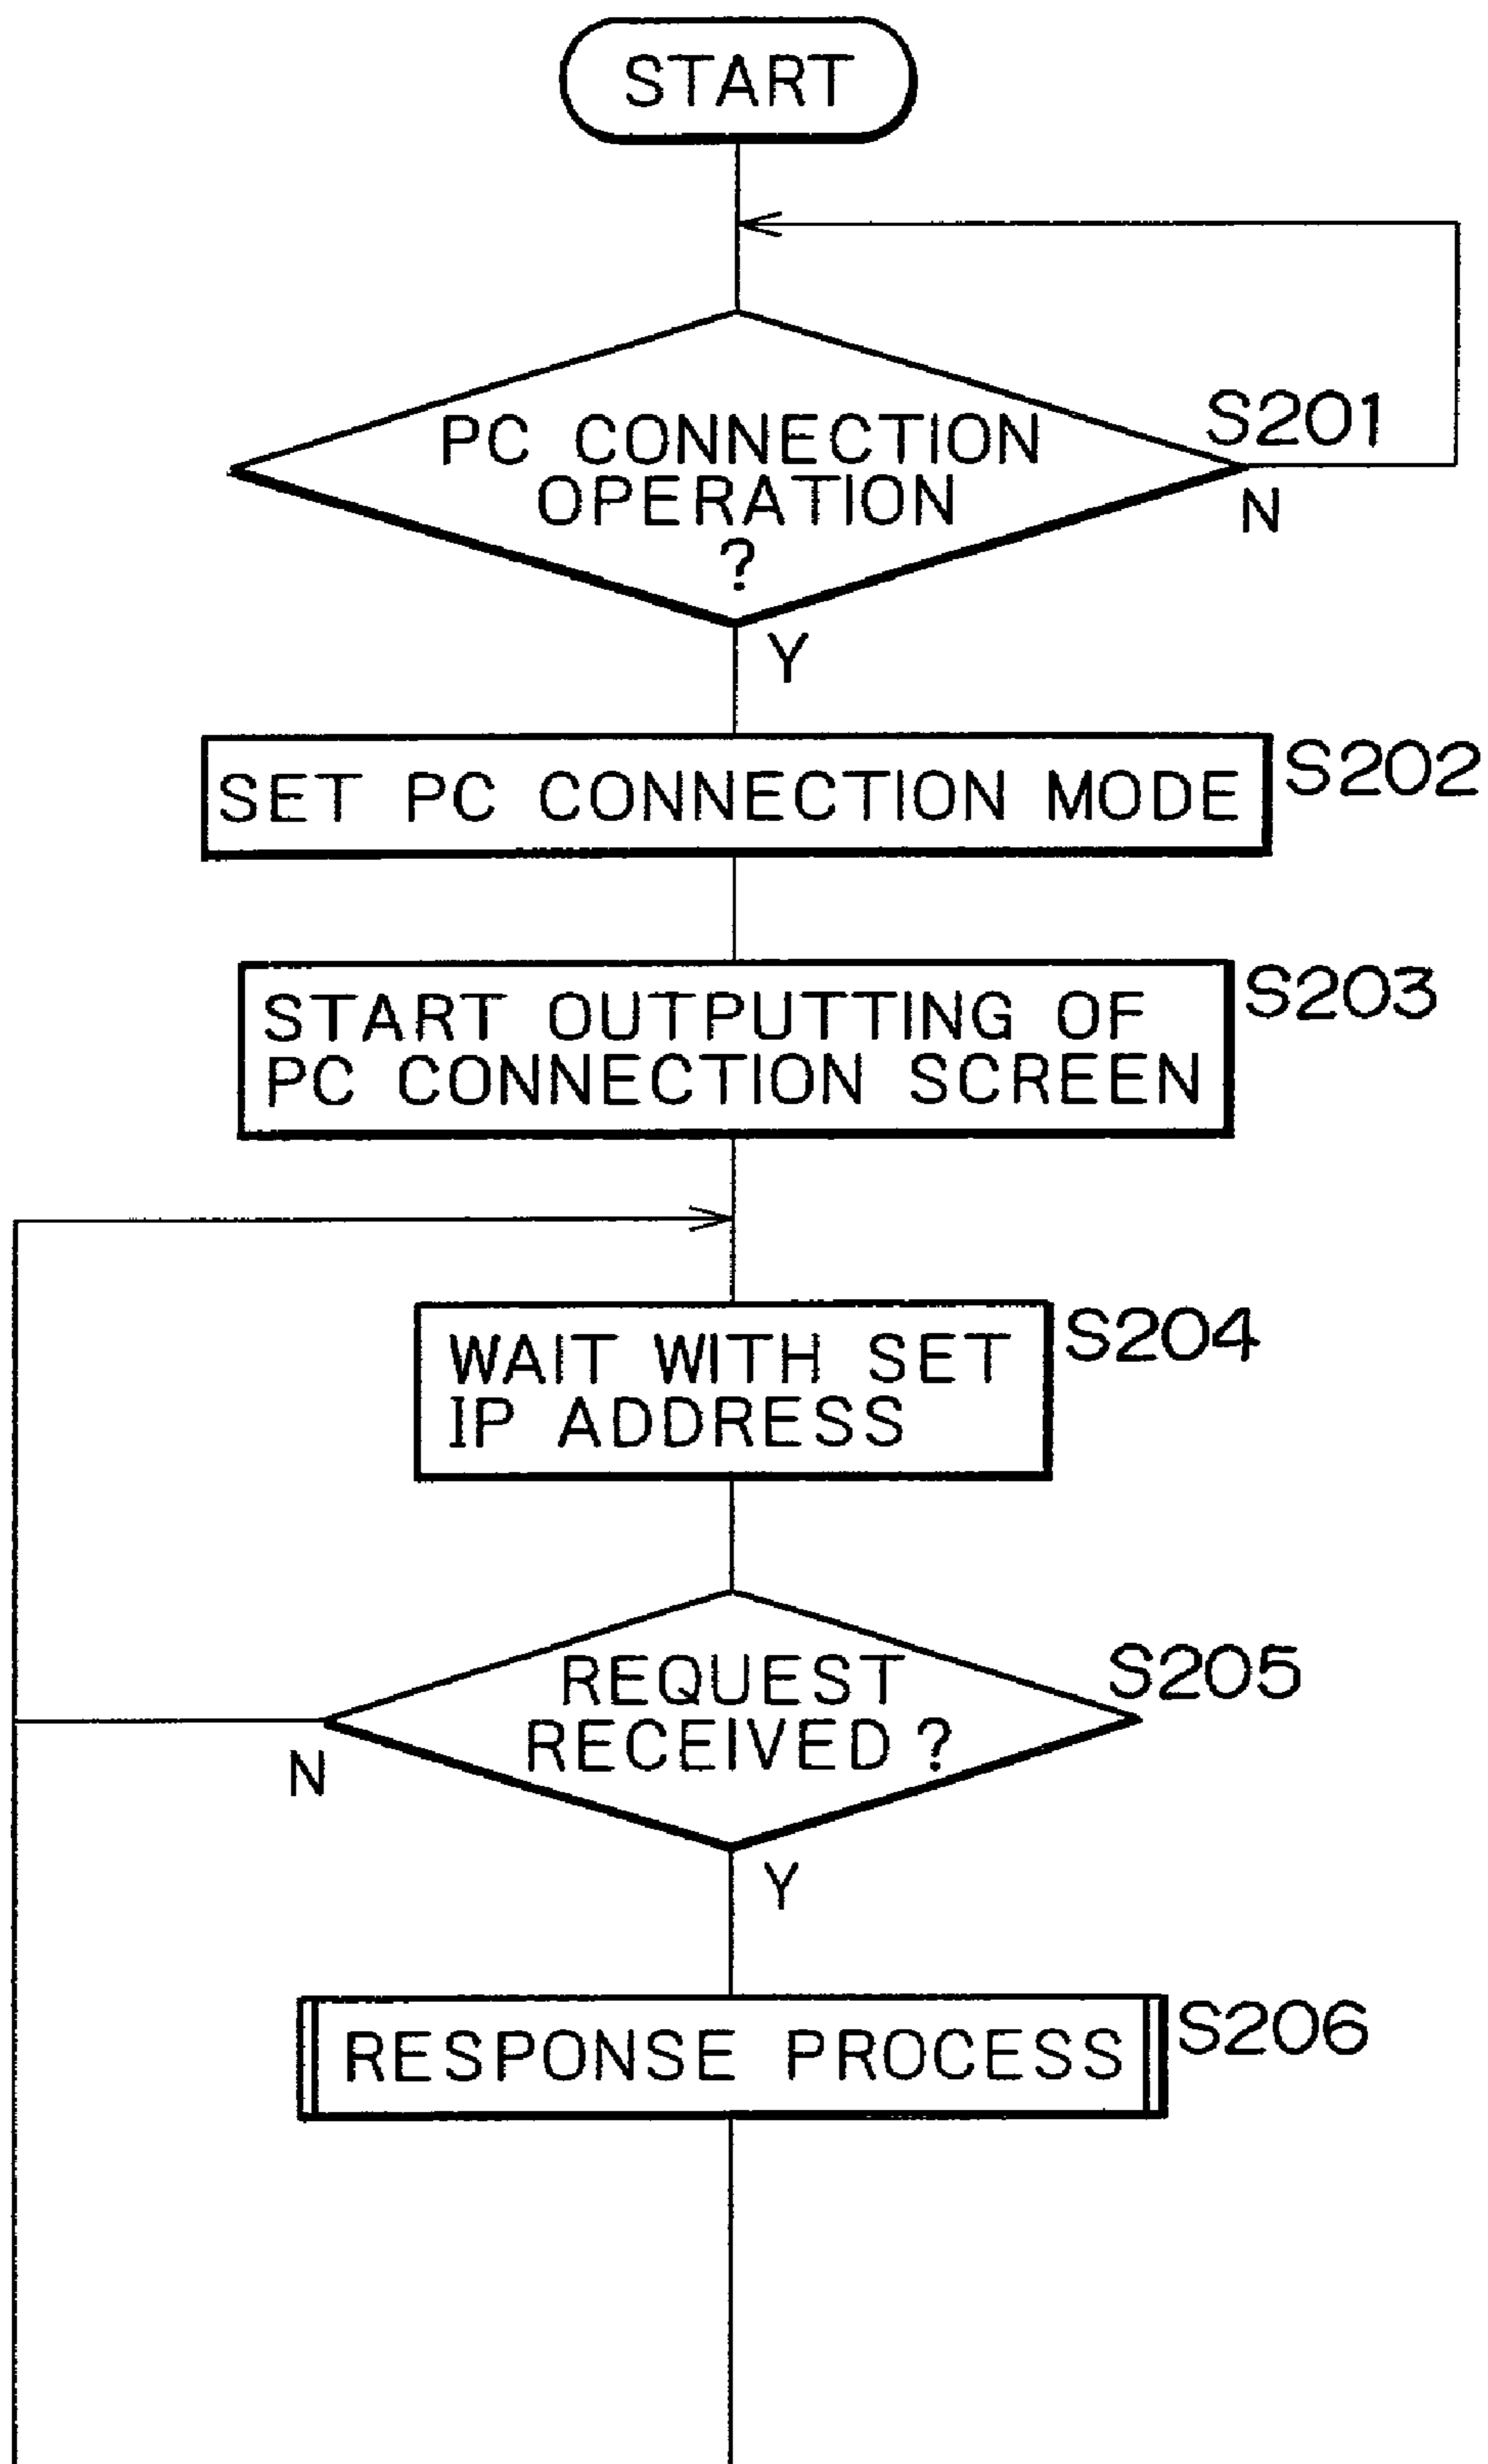 START
PC CONNECTION
OPERATION
?
S201
N
Y
SET PC CONNECTION MODE
S202
START OUTPUTTING OF
PC CONNECTION SCREEN
S203
WAIT WITH SET
IP ADDRESS
S204
REQUEST
RECEIVED ?
S205
N
Y
RESPONSE PROCESS
S206